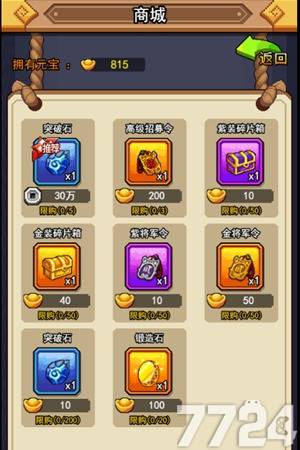 商城
返回
拥有元宝： 815
突破石 高级招募令 紫装碎片箱
推荐
x1 x1 x1
30万 200 10
限购(0/5) 限购(0/3) 限购(0/50)
金装碎片箱 紫将军令 金将军令
x1 x1 x1
40 10 50
限购(0/50) 限购(0/50) 限购(0/50)
突破石 锻造石
x1 x1
10 100
限购(0/200) 限购(0/20)
7724